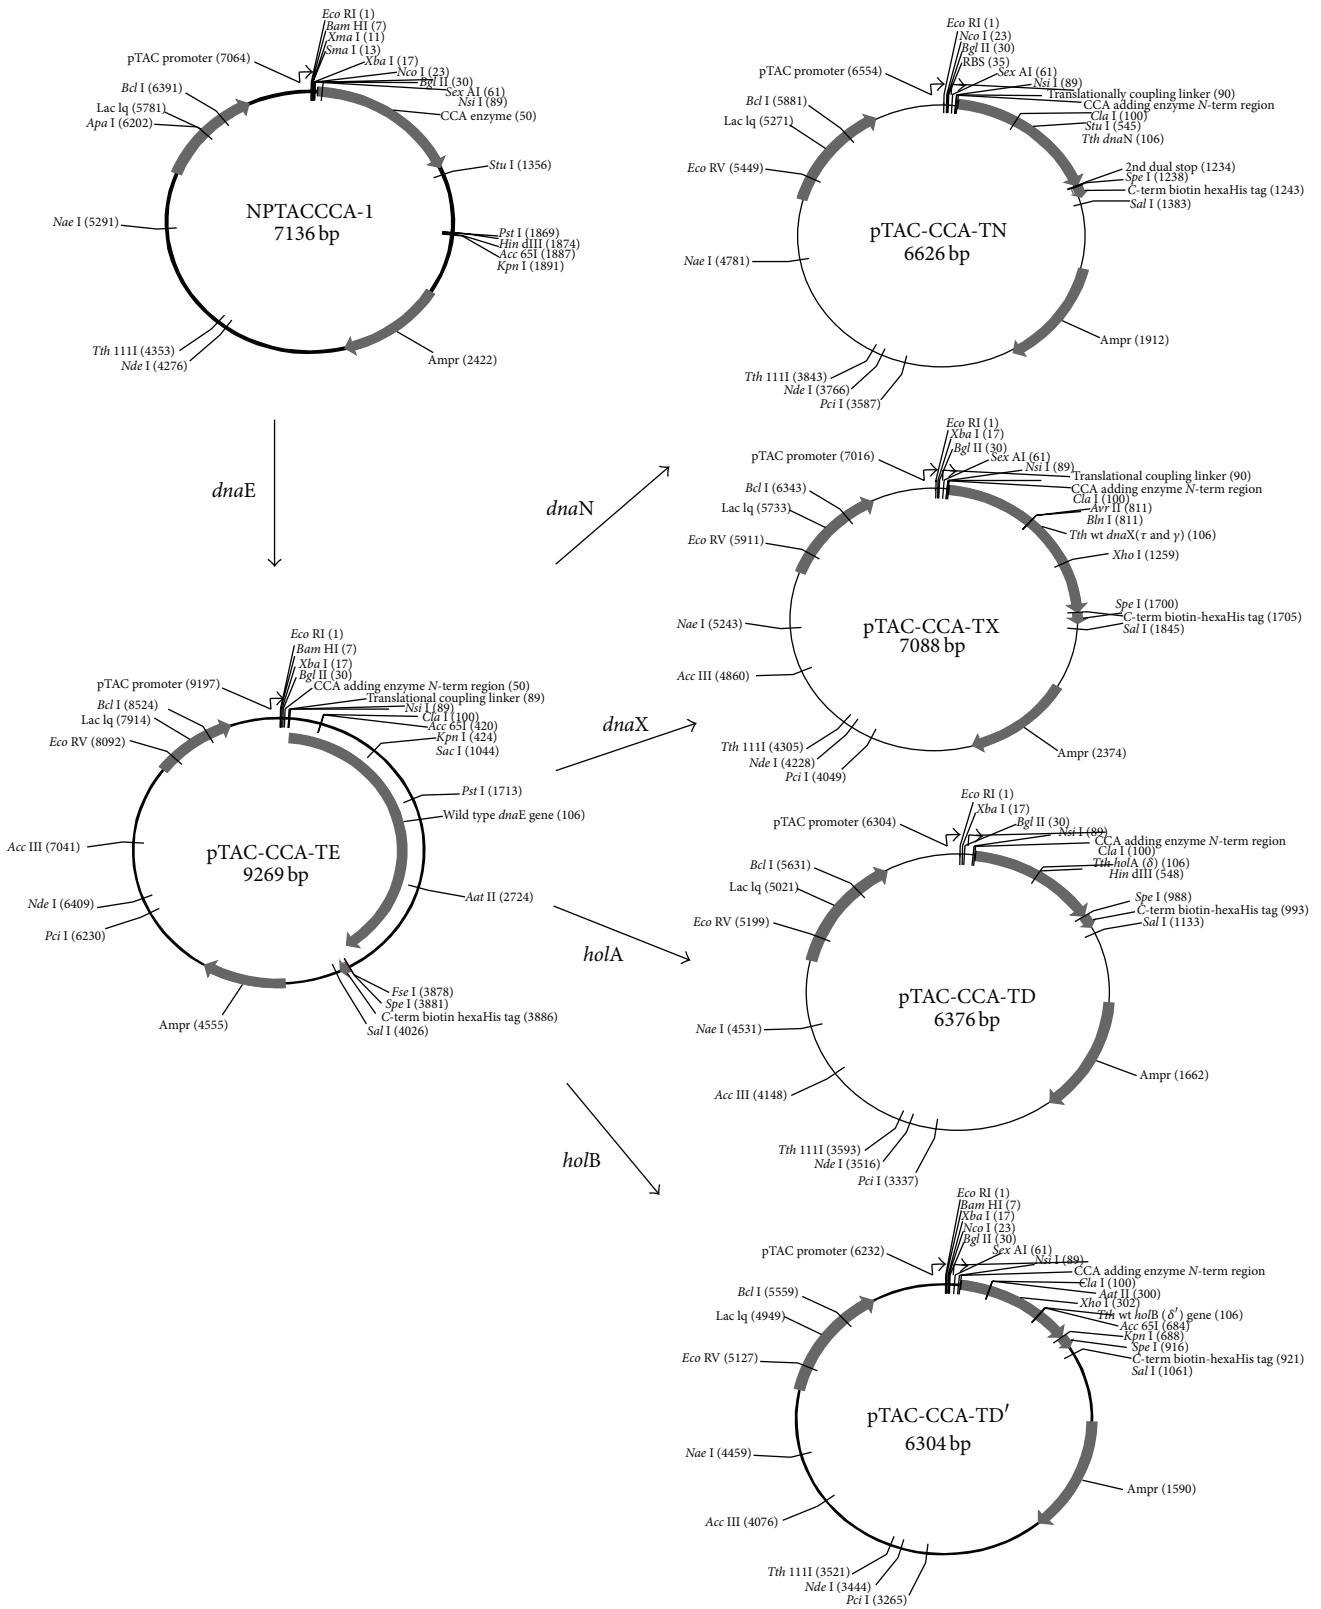 Eco RI (1)
Bam HI (7)
Xma I (11)
Sma I (13)
pTAC promoter (7064)
Xba I (17)
Nco I (23)
Bgl II (30)
Sex AI (61)
Nsi I (89)
CCA enzyme (50)
Bcl I (6391)
Lac lq (5781)
Apa I (6202)
Stu I (1356)
NPTACCCA-1
7136 bp
Nae I (5291)
Pst I (1869)
Hin dIII (1874)
Acc 65I (1887)
Kpn I (1891)
Tth 111I (4353)
Nde I (4276)
Ampr (2422)
Eco RI (1)
Nco I (23)
Bgl II (30)
RBS (35)
pTAC promoter (6554)
Sex AI (61)
Nsi I (89)
Translationally coupling linker (90)
CCA adding enzyme N-term region
Cla I (100)
Stu I (545)
Tth dnaN (106)
Bcl I (5881)
Lac lq (5271)
Eco RV (5449)
2nd dual stop (1234)
Spe I (1238)
C-term biotin hexaHis tag (1243)
Sal I (1383)
pTAC-CCA-TN
6626 bp
Nae I (4781)
Ampr (1912)
Tth 111I (3843)
Nde I (3766)
Pci I (3587)
dnaE
dnaN
dnaX
holA
holB
Eco RI (1)
Xba I (17)
Bgl II (30)
pTAC promoter (7016)
Sex AI (61)
Nsi I (89)
Translational coupling linker (90)
CCA adding enzyme N-term region
Cla I (100)
Avr II (811)
Bln I (811)
Tth wt dnaX(τ and γ) (106)
Xho I (1259)
Bcl I (6343)
Lac lq (5733)
Eco RV (5911)
Spe I (1700)
C-term biotin-hexaHis tag (1705)
Sal I (1845)
Nae I (5243)
pTAC-CCA-TX
7088 bp
Acc III (4860)
Tth 111I (4305)
Nde I (4228)
Pci I (4049)
Ampr (2374)
Eco RI (1)
Bam HI (7)
Xba I (17)
Bgl II (30)
pTAC promoter (9197)
CCA adding enzyme N-term region (50)
Translational coupling linker (89)
Nsi I (89)
Cla I (100)
Acc 65I (420)
Kpn I (424)
Sac I (1044)
Bcl I (8524)
Lac lq (7914)
Eco RV (8092)
Pst I (1713)
Wild type dnaE gene (106)
pTAC-CCA-TE
9269 bp
Acc III (7041)
Aat II (2724)
Nde I (6409)
Pci I (6230)
Ampr (4555)
Fse I (3878)
Spe I (3881)
C-term biotin hexaHis tag (3886)
Sal I (4026)
Eco RI (1)
Xba I (17)
pTAC promoter (6304)
Bgl II (30)
Nsi I (89)
CCA adding enzyme N-term region
Cla I (100)
Tth holA (δ) (106)
Hin dIII (548)
Bcl I (5631)
Lac lq (5021)
Eco RV (5199)
Spe I (988)
C-term biotin-hexaHis tag (993)
Sal I (1133)
pTAC-CCA-TD
6376 bp
Nae I (4531)
Acc III (4148)
Ampr (1662)
Tth 111I (3593)
Nde I (3516)
Pci I (3337)
Eco RI (1)
Bam HI (7)
Xba I (17)
Nco I (23)
Bgl II (30)
pTAC promoter (6232)
Sex AI (61)
Nsi I (89)
CCA adding enzyme N-term region
Cla I (100)
Aat II (300)
Xho I (302)
Tth wt holB (δ′) gene (106)
Acc 65I (684)
Kpn I (688)
Spe I (916)
C-term biotin-hexaHis tag (921)
Sal I (1061)
Bcl I (5559)
Lac lq (4949)
Eco RV (5127)
pTAC-CCA-TD′
6304 bp
Nae I (4459)
Acc III (4076)
Ampr (1590)
Tth 111I (3521)
Nde I (3444)
Pci I (3265)